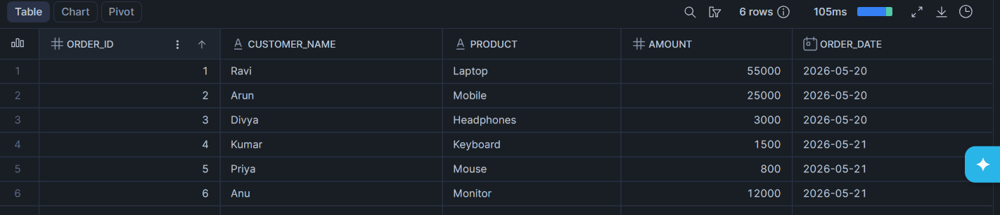 Table Chart Pivot 6 rows 105ms
ORDER_ID CUSTOMER_NAME PRODUCT AMOUNT ORDER_DATE
1 1 Ravi Laptop 55000 2026-05-20
2 2 Arun Mobile 25000 2026-05-20
3 3 Divya Headphones 3000 2026-05-20
4 4 Kumar Keyboard 1500 2026-05-21
5 5 Priya Mouse 800 2026-05-21
6 6 Anu Monitor 12000 2026-05-21